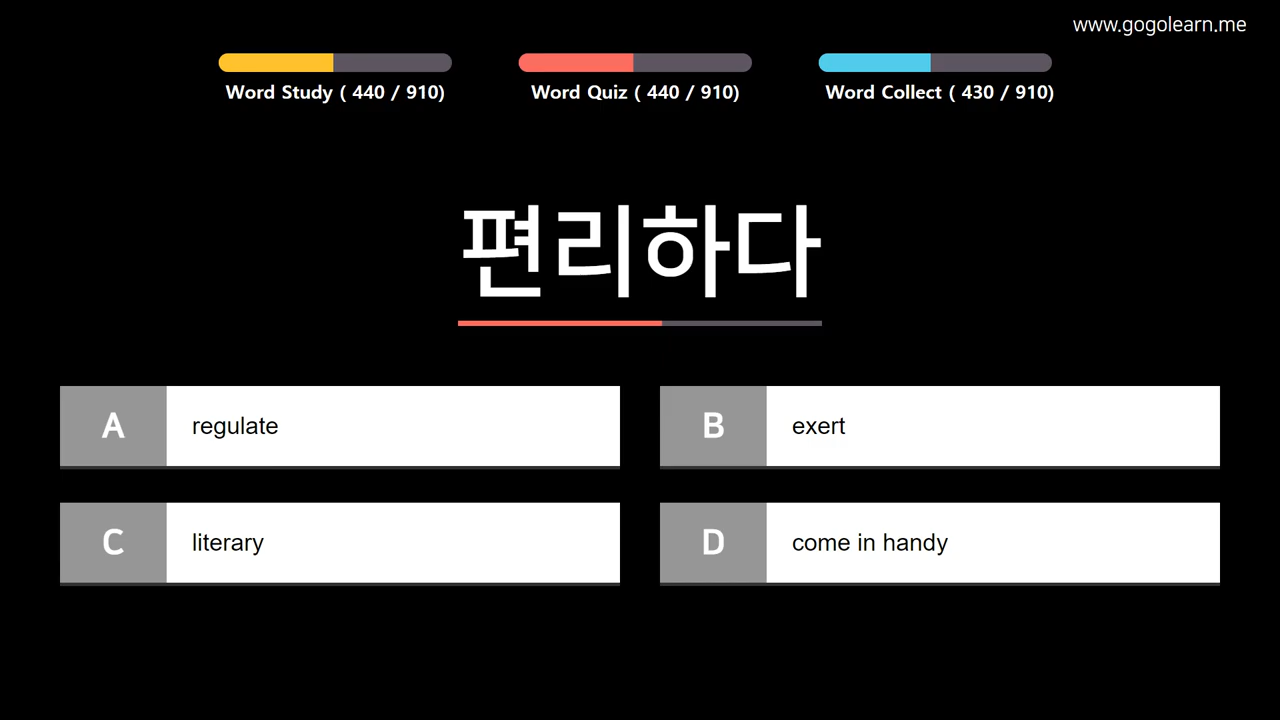 www.gogolearn.me
Word Study ( 440 / 910)
Word Quiz ( 440 / 910)
Word Collect ( 430 / 910)
편리하다
A regulate
B exert
C literary
D come in handy